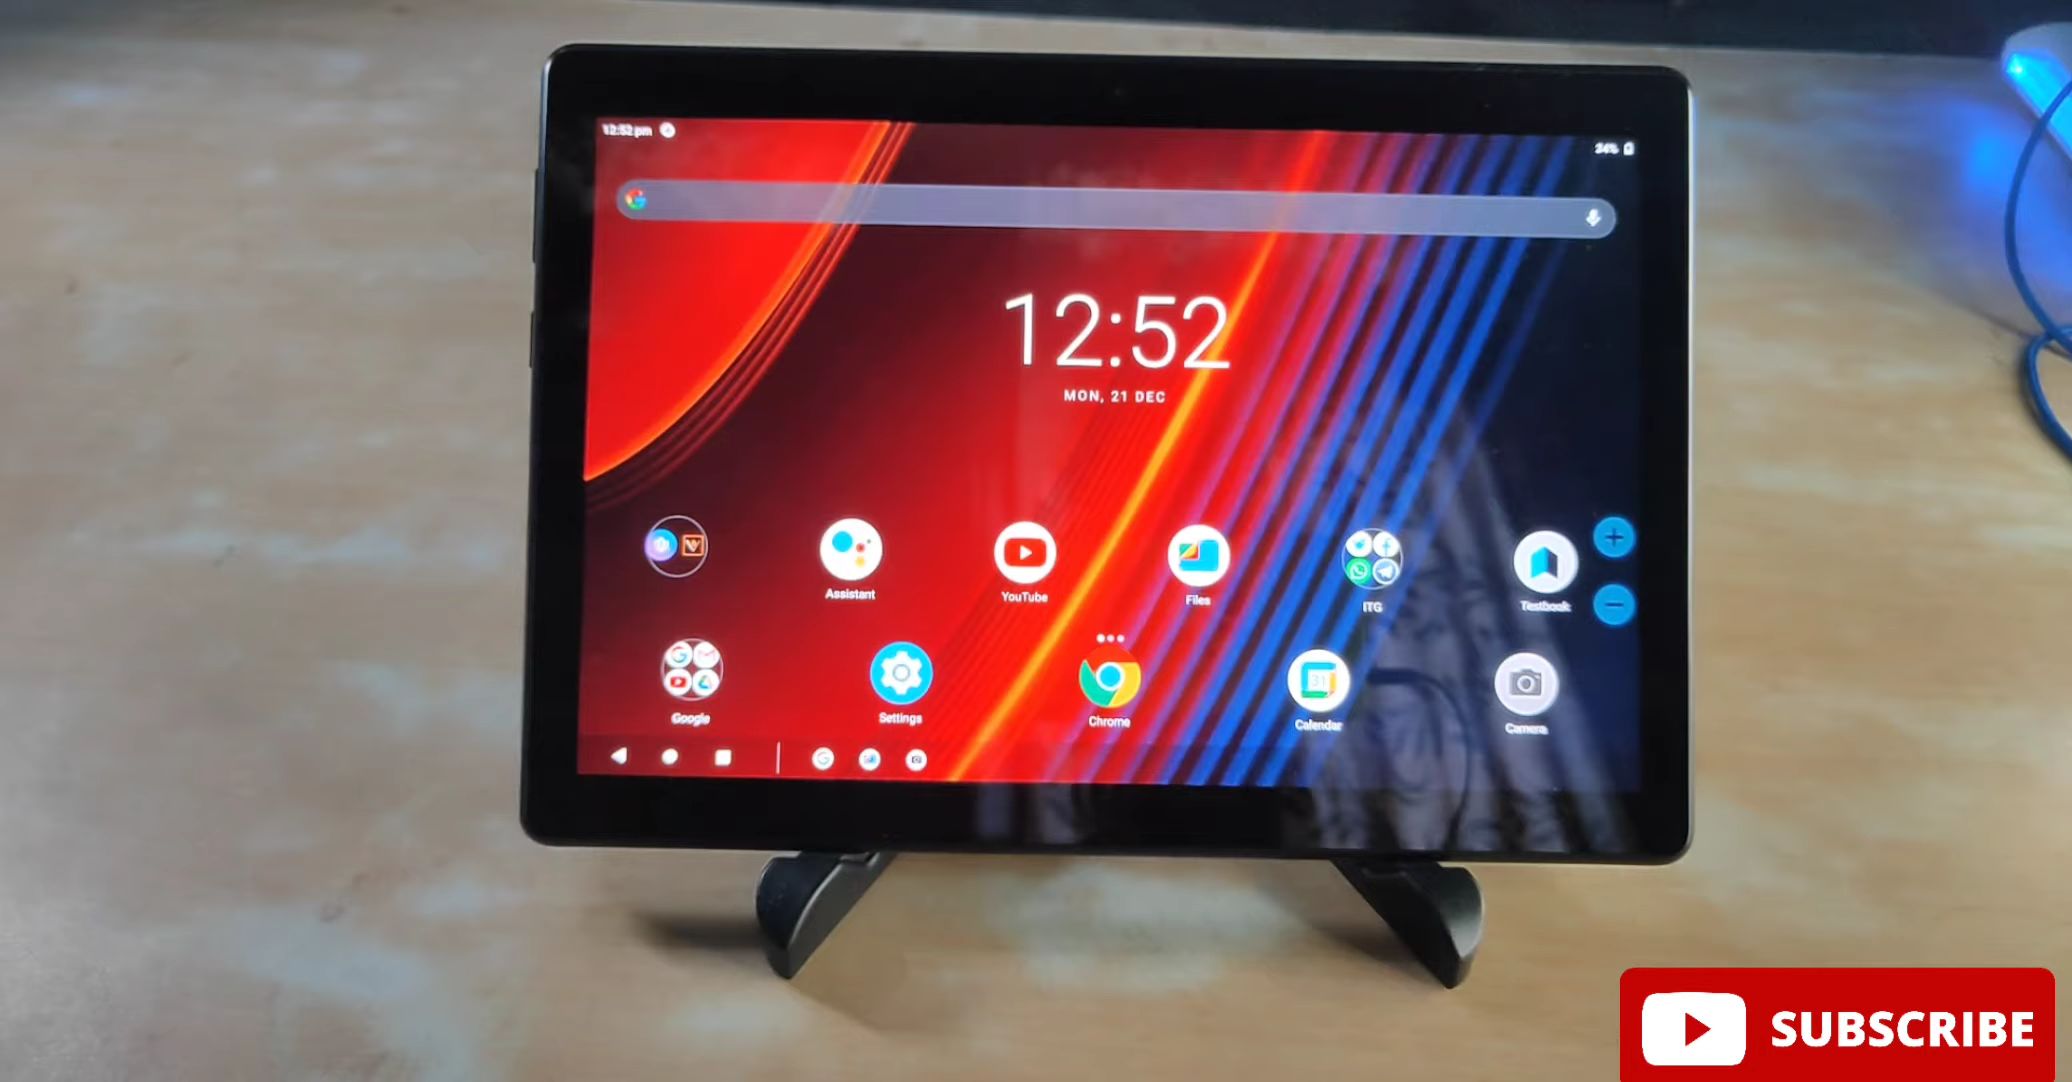 12:52 pm
24%
12:52
MON, 21 DEC
Assistant
YouTube
Files
ITG
Testbook
31
Google
Settings
Chrome
Calendar
Camera
SUBSCRIBE